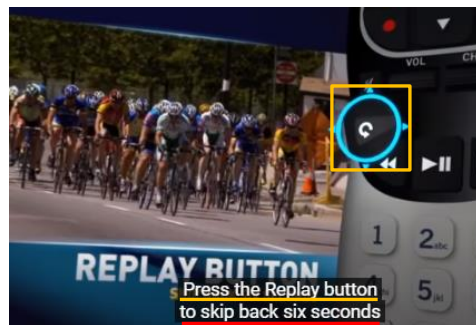 VOL
CH
REPLAY BUTTON
Press the Replay button
to skip back six seconds
1
2abc
5jkl